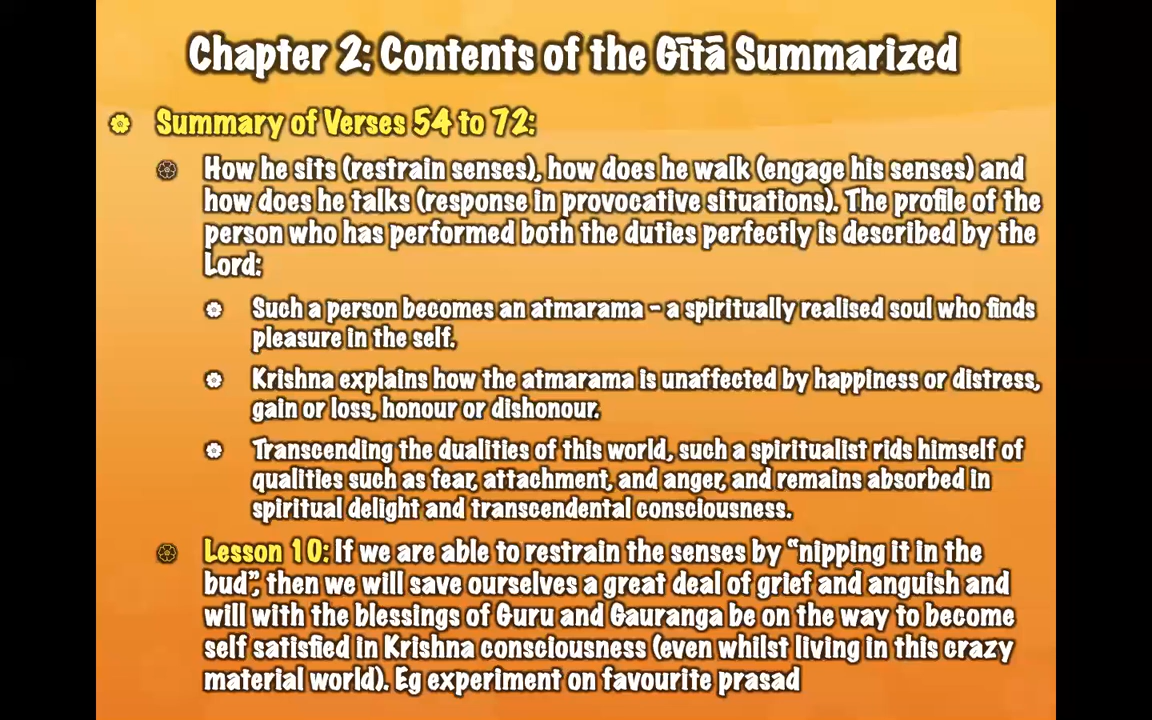 Chapter 2: Contents of the Gītā Summarized
Summary of Verses 54 to 72:
How he sits (restrain senses), how does he walk (engage his senses) and
how does he talks (response in provocative situations). The profile of the
person who has performed both the duties perfectly is described by the
Lord:
Such a person becomes an atmarama - a spiritually realised soul who finds
pleasure in the self.
Krishna explains how the atmarama is unaffected by happiness or distress,
gain or loss, honour or dishonour.
Transcending the dualities of this world, such a spiritualist rids himself of
qualities such as fear, attachment, and anger, and remains absorbed in
spiritual delight and transcendental consciousness.
Lesson 10: If we are able to restrain the senses by “nipping it in the
bud”, then we will save ourselves a great deal of grief and anguish and
will with the blessings of Guru and Gauranga be on the way to become
self satisfied in Krishna consciousness (even whilst living in this crazy
material world). Eg experiment on favourite prasad